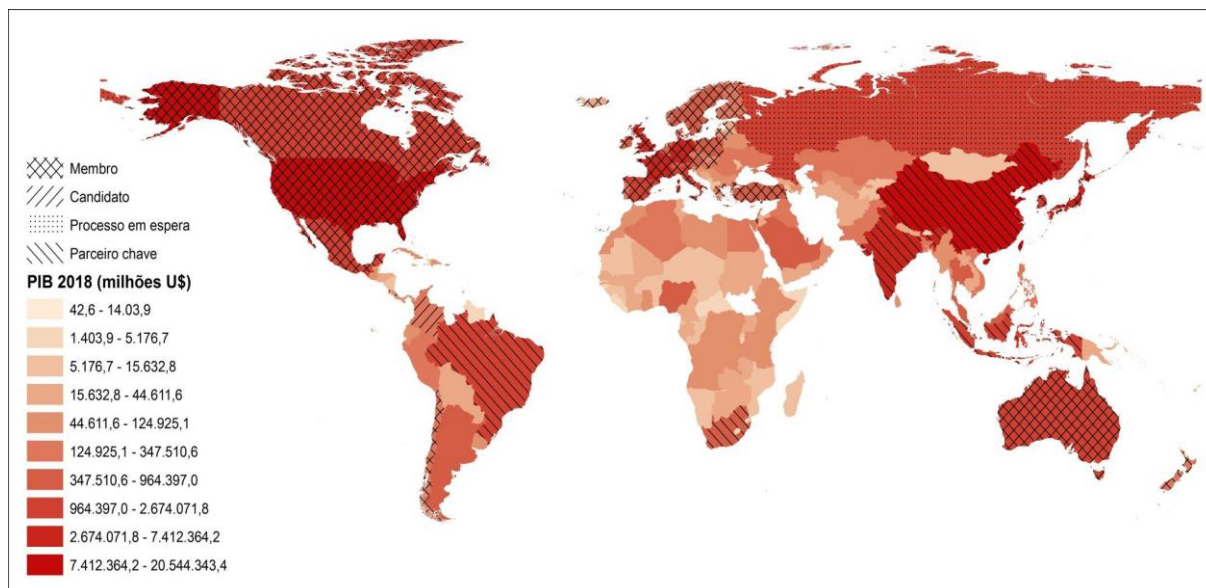 Membro
Candidato
Processo em espera
Parceiro chave
PIB 2018 (milhões U$)
42,6 - 14.03,9
1.403,9 - 5.176,7
5.176,7 - 15.632,8
15.632,8 - 44.611,6
44.611,6 - 124.925,1
124.925,1 - 347.510,6
347.510,6 - 964.397,0
964.397,0 - 2.674.071,8
2.674.071,8 - 7.412.364,2
7.412.364,2 - 20.544.343,4